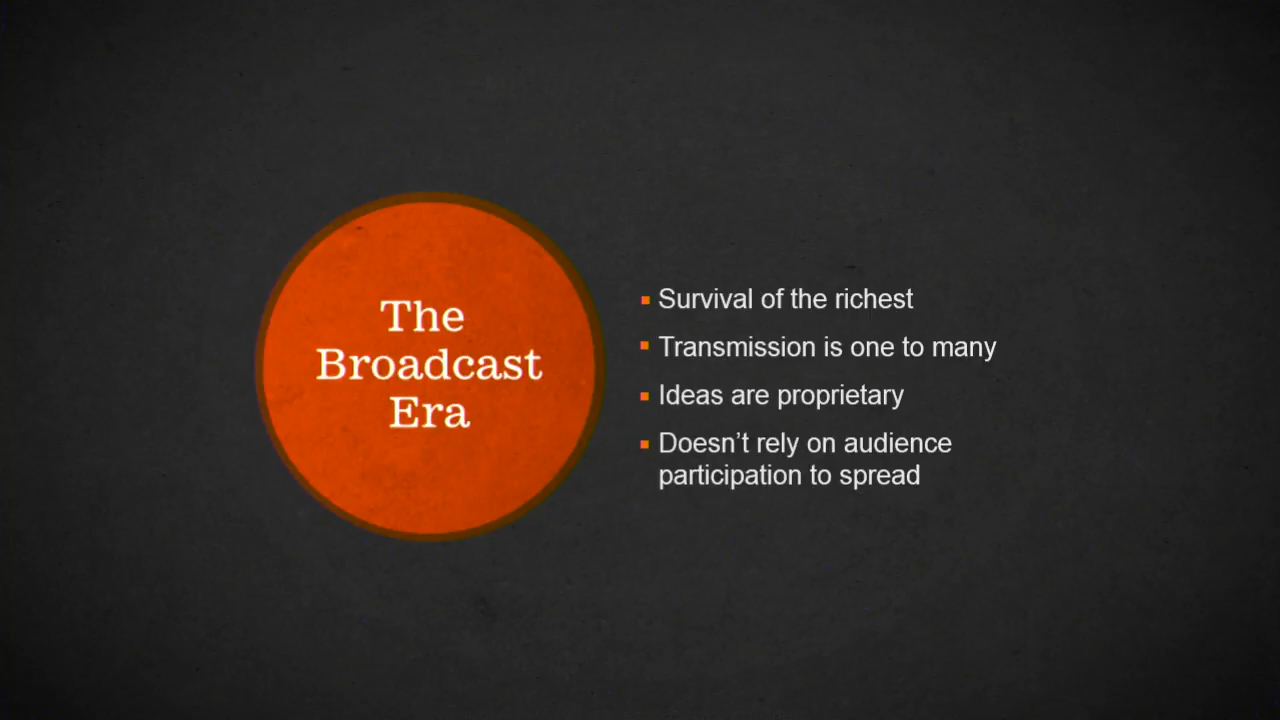 The
Broadcast
Era
Survival of the richest
Transmission is one to many
Ideas are proprietary
Doesn’t rely on audience
participation to spread